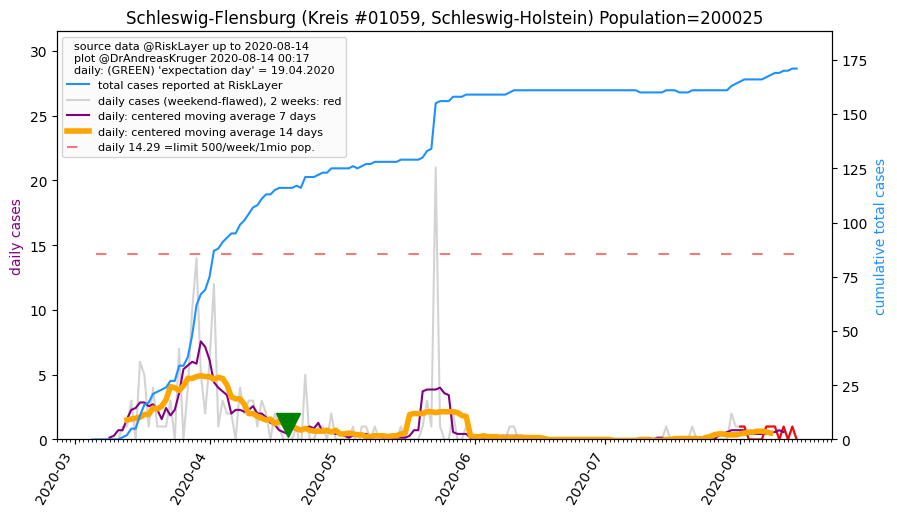 Schleswig-Flensburg (Kreis #01059, Schleswig-Holstein) Population=200025
source data @RiskLayer up to 2020-08-14
plot @DrAndreasKruger 2020-08-14 00:17
daily: (GREEN) 'expectation day' = 19.04.2020
total cases reported at RiskLayer
daily cases (weekend-flawed), 2 weeks: red
daily: centered moving average 7 days
daily: centered moving average 14 days
daily 14.29 =limit 500/week/1mio pop.
daily cases
30
25
20
15
10
5
0
cumulative total cases
175
150
125
100
75
50
25
0
2020-03
2020-04
2020-05
2020-06
2020-07
2020-08